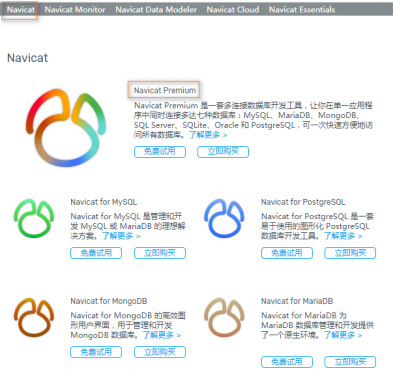 Navicat Navicat Monitor Navicat Data Modeler Navicat Cloud Navicat Essentials
Navicat
Navicat Premium
Navicat Premium 是一套多连接数据库开发工具，让你在单一应用程
序中同时连接多达七种数据库：MySQL、MariaDB、MongoDB、
SQL Server、SQLite、Oracle 和 PostgreSQL，可一次快速方便地访
问所有数据库。了解更多 >
免费试用 立即购买
Navicat for MySQL
Navicat for MySQL 是管理和开
发 MySQL 或 MariaDB 的理想解
决方案。了解更多 >
免费试用 立即购买
Navicat for PostgreSQL
Navicat for PostgreSQL 是一套
易于使用的图形化 PostgreSQL
数据库开发工具。了解更多 >
免费试用 立即购买
Navicat for MongoDB
Navicat for MongoDB 的高效图
形用户界面，用于管理和开发
MongoDB 数据库。了解更多 >
免费试用 立即购买
Navicat for MariaDB
Navicat for MariaDB 为
MariaDB 数据库管理和开发提供
了一个原生环境。了解更多 >
免费试用 立即购买